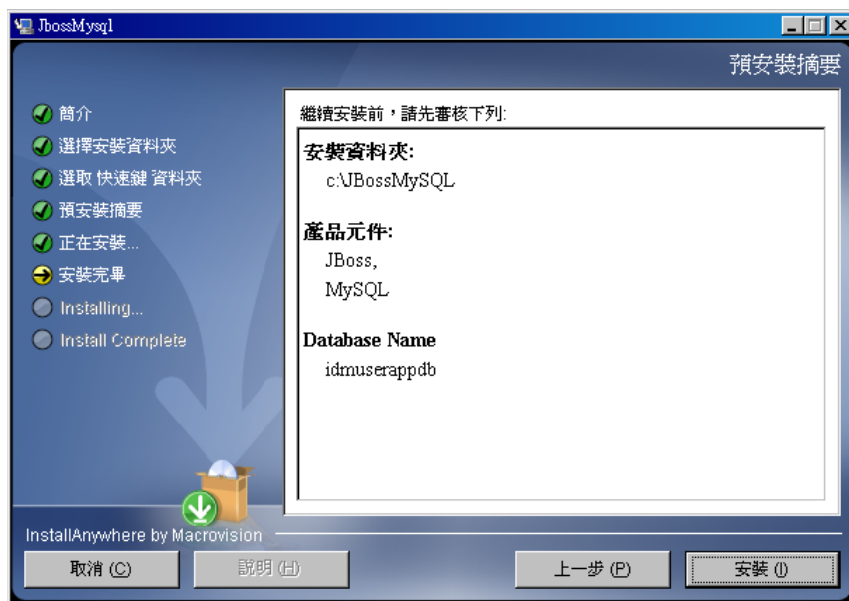 JbossMysql
預安裝摘要
簡介
選擇安裝資料夾
選取 快速鍵 資料夾
預安裝摘要
正在安裝...
安裝完畢
Installing...
Install Complete
繼續安裝前，請先審核下列:
安裝資料夾:
c:\JBossMySQL
產品元件:
JBoss,
MySQL
Database Name
idmuserappdb
InstallAnywhere by Macrovision
取消 (C)
說明 (H)
上一步 (P)
安裝 (I)